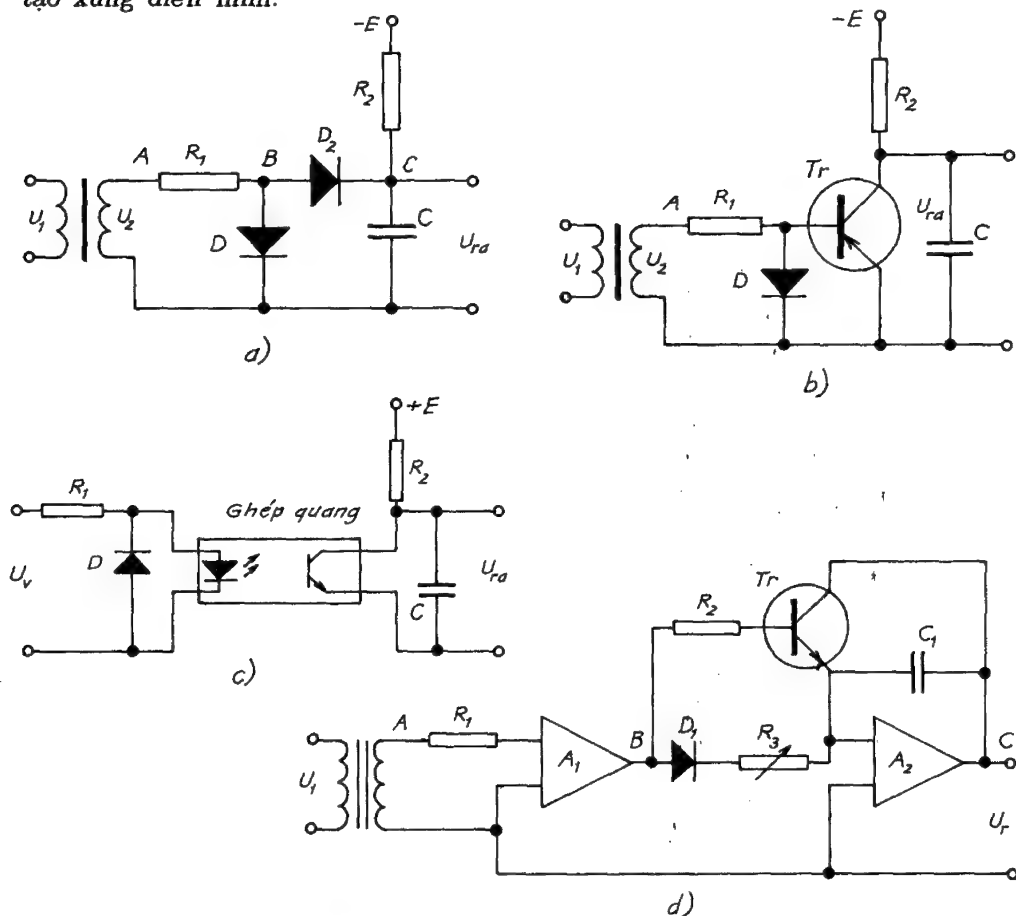 tạo xung điển hình.
-E
R2
A
R1
B
D2
C
U1
U2
D
C
Ura
a)
-E
R2
Tr
A
R1
U1
U2
D
Ura
C
b)
+E
R2
R1
Ghép quang
Uv
D
C
Ura
c)
Tr
R2
C1
A
R1
B
D1
R3
C
U1
A1
A2
Ur
d)